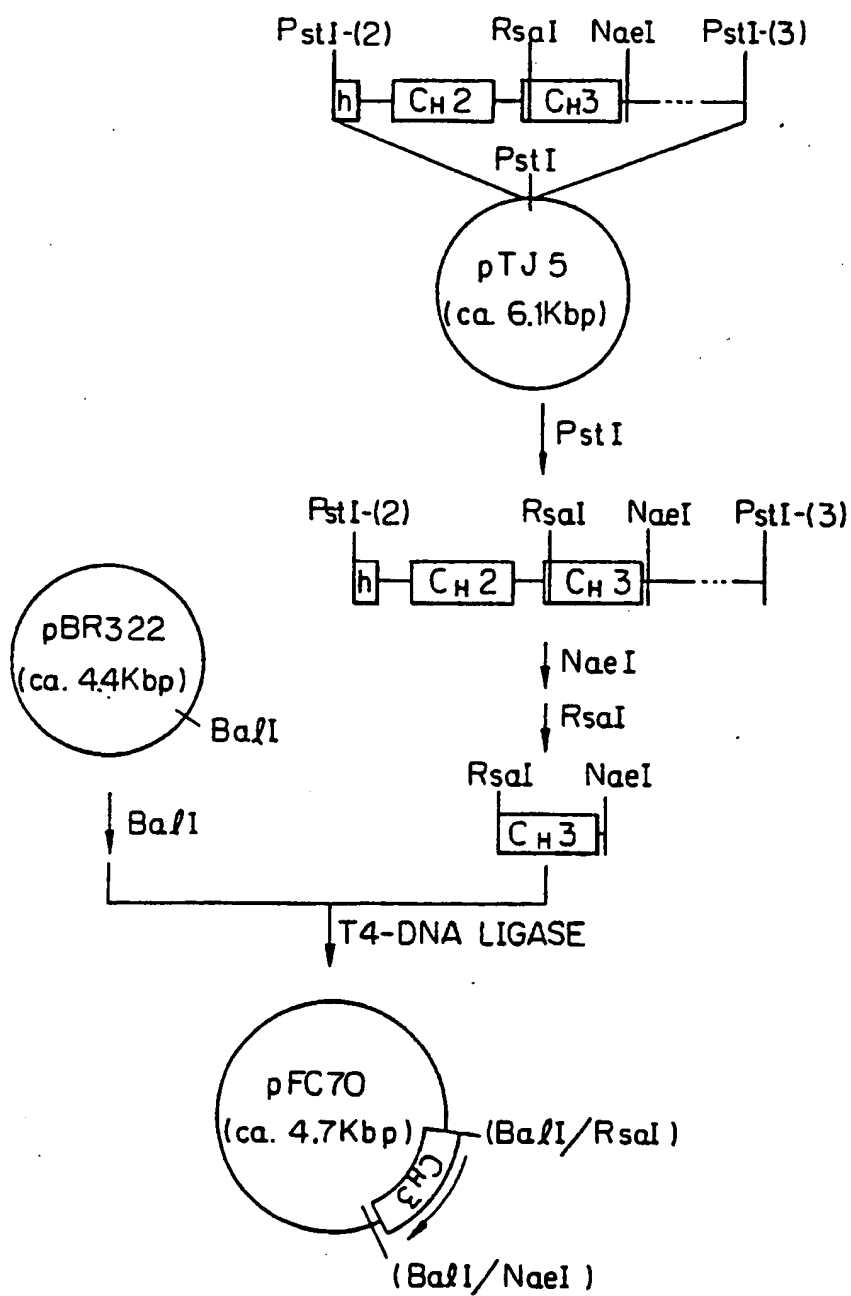 PstI-(2) RsaI NaeI PstI-(3)
h CH2 CH3
PstI
pTJ5
(ca. 6.1Kbp)
PstI
PstI-(2) RsaI NaeI PstI-(3)
h CH2 CH3
pBR322
(ca. 4.4Kbp)
BalI
NaeI
RsaI
RsaI NaeI
CH3
BalI
T4-DNA LIGASE
pFC70
(ca. 4.7Kbp)
(BalI/RsaI)
CH3
(BalI/NaeI)